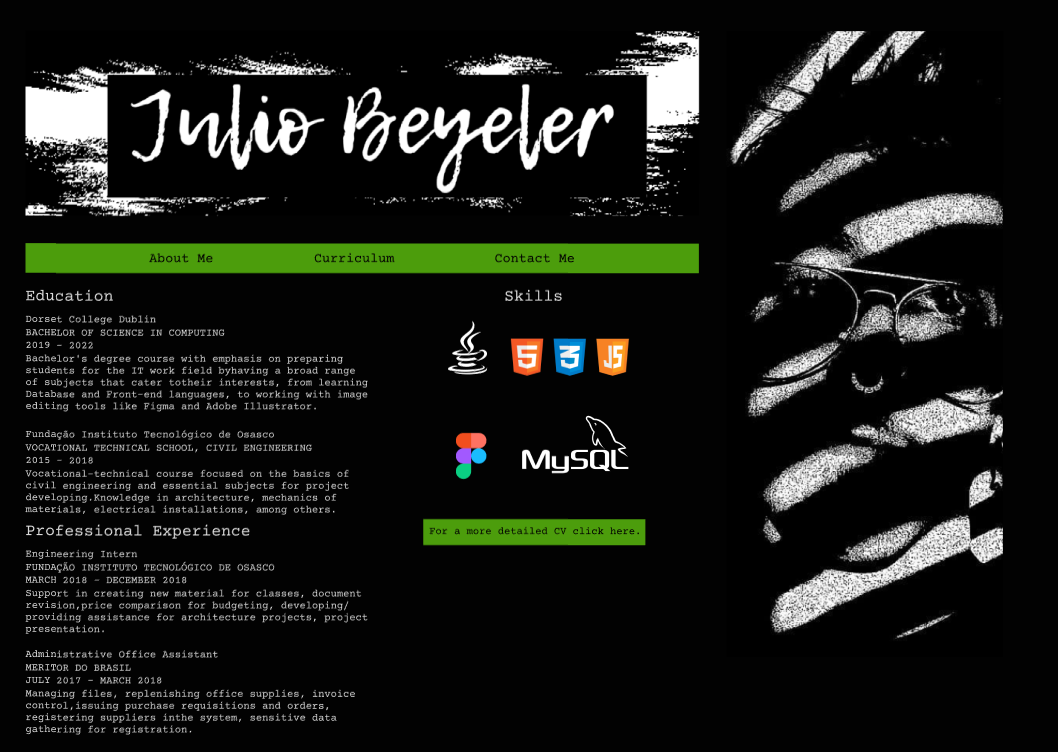 Julio Beyeler
About Me
Curriculum
Contact Me
Education
Dorset College Dublin
BACHELOR OF SCIENCE IN COMPUTING
2019 - 2022
Bachelor's degree course with emphasis on preparing
students for the IT work field byhaving a broad range
of subjects that cater totheir interests, from learning
Database and Front-end languages, to working with image
editing tools like Figma and Adobe Illustrator.
Fundação Instituto Tecnológico de Osasco
VOCATIONAL TECHNICAL SCHOOL, CIVIL ENGINEERING
2015 - 2018
Vocational-technical course focused on the basics of
civil engineering and essential subjects for project
developing.Knowledge in architecture, mechanics of
materials, electrical installations, among others.
Professional Experience
Engineering Intern
FUNDAÇÃO INSTITUTO TECNOLÓGICO DE OSASCO
MARCH 2018 - DECEMBER 2018
Support in creating new material for classes, document
revision,price comparison for budgeting, developing/
providing assistance for architecture projects, project
presentation.
Administrative Office Assistant
MERITOR DO BRASIL
JULY 2017 - MARCH 2018
Managing files, replenishing office supplies, invoice
control,issuing purchase requisitions and orders,
registering suppliers inthe system, sensitive data
gathering for registration.
Skills
5
3
JS
MySQL
For a more detailed CV click here.